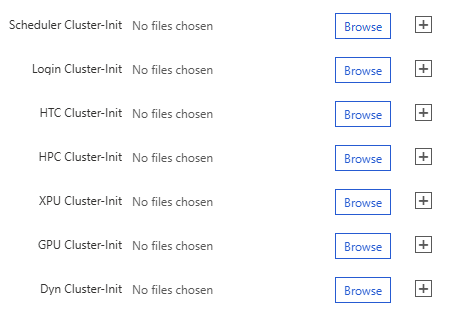 Scheduler Cluster-Init No files chosen Browse
Login Cluster-Init No files chosen Browse
HTC Cluster-Init No files chosen Browse
HPC Cluster-Init No files chosen Browse
XPU Cluster-Init No files chosen Browse
GPU Cluster-Init No files chosen Browse
Dyn Cluster-Init No files chosen Browse